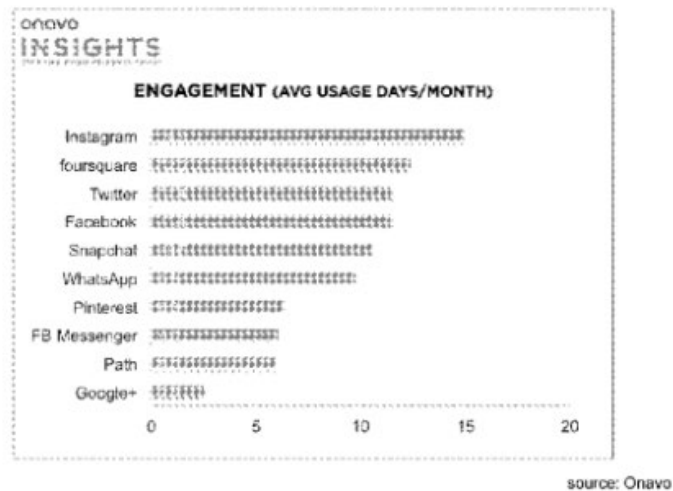 onavo
INSIGHTS
ENGAGEMENT (AVG USAGE DAYS/MONTH)
Instagram
foursquare
Twitter
Facebook
Snapchat
WhatsApp
Pinterest
FB Messenger
Path
Google+
0 5 10 15 20
source: Onavo